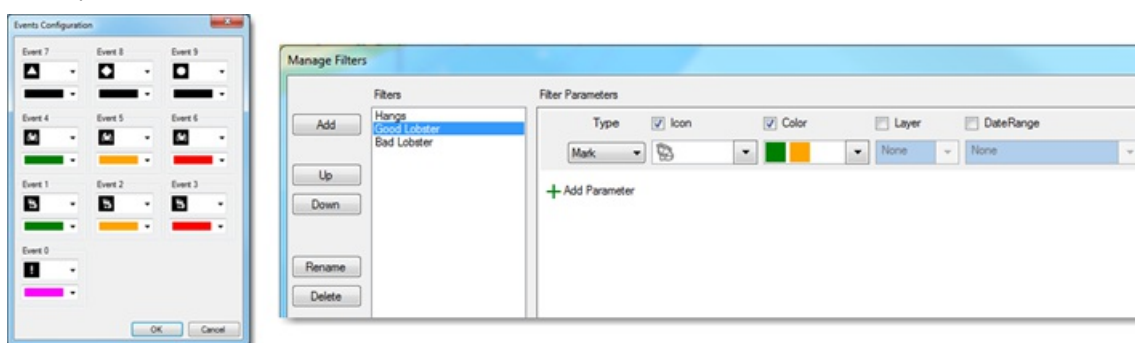 Events Configuration
Event 7 Event 8 Event 9
Event 4 Event 5 Event 6
Event 1 Event 2 Event 3
Event 0
OK Cancel
Manage Filters
Filters
Filter Parameters
Add
Up
Down
Rename
Delete
Hangs
Good Lobster
Bad Lobster
Type Icon Color Layer DateRange
Mark None None
Add Parameter